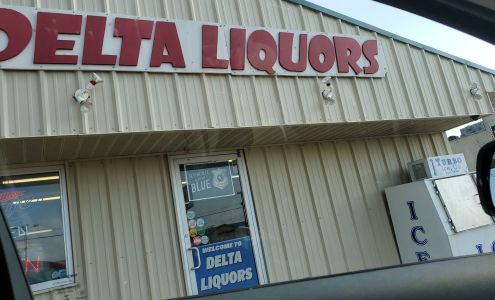 DELTA LIQUORS
BLUE
WELCOME TO
DELTA
LIQUORS
TURBO
ICE